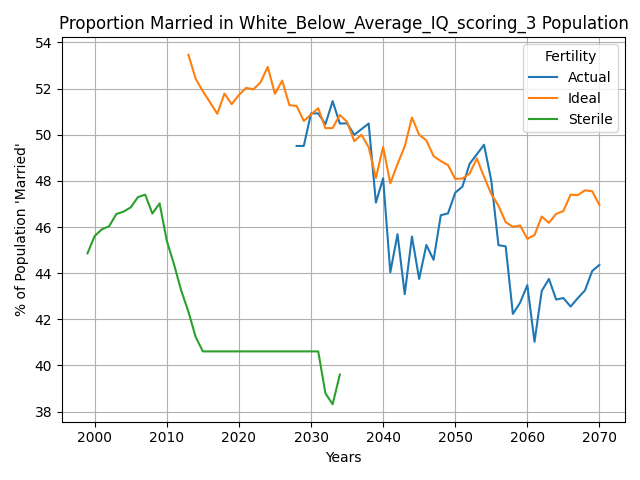 Proportion Married in White_Below_Average_IQ_scoring_3 Population
% of Population 'Married'
54
52
50
48
46
44
42
40
38
Fertility
Actual
Ideal
Sterile
2000 2010 2020 2030 2040 2050 2060 2070
Years